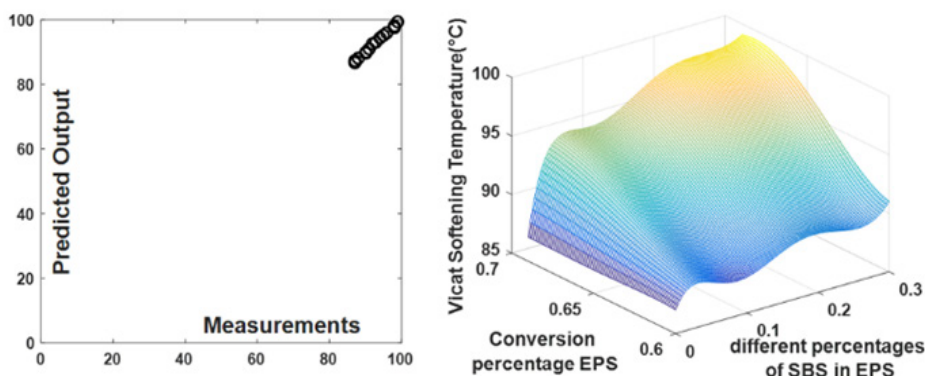 100
80
60
40
20
0
Predicted Output
Measurements
0 20 40 60 80 100
Vicat Softening Temperature(°C)
100
95
90
85
0.7
0.65
0.6
Conversion
percentage EPS
0
0.1
0.2
0.3
different percentages
of SBS in EPS